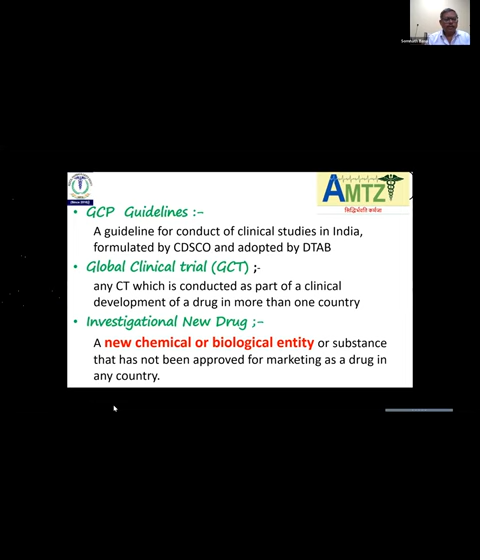 AMTZ
• GCP Guidelines :-
A guideline for conduct of clinical studies in India,
formulated by CDSCO and adopted by DTAB
• Global Clinical trial (GCT) ;-
any CT which is conducted as part of a clinical
development of a drug in more than one country
• Investigational New Drug ;-
A new chemical or biological entity or substance
that has not been approved for marketing as a drug in
any country.